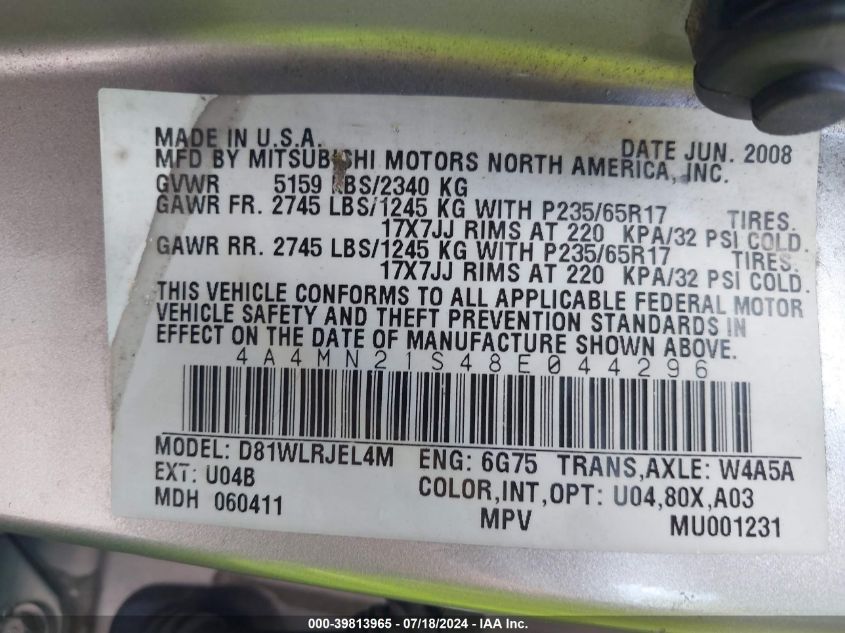 MADE IN U.S.A. DATE JUN. 2008
MFD BY MITSUBISHI MOTORS NORTH AMERICA, INC.
GVWR 5159 LBS/2340 KG
GAWR FR. 2745 LBS/1245 KG WITH P235/65R17 TIRES.
17X7JJ RIMS AT 220 KPA/32 PSI COLD.
GAWR RR. 2745 LBS/1245 KG WITH P235/65R17 TIRES.
17X7JJ RIMS AT 220 KPA/32 PSI COLD.
THIS VEHICLE CONFORMS TO ALL APPLICABLE FEDERAL MOTOR
VEHICLE SAFETY AND THEFT PREVENTION STANDARDS IN
EFFECT ON THE DATE OF MANUFACTURE SHOWN ABOVE.
4A4MN21S48E044296
MODEL: D81WLRJEL4M ENG: 6G75 TRANS,AXLE: W4A5A
EXT: U04B COLOR,INT,OPT: U04,80X,A03
MDH 060411 MPV MU001231
000-39813965 - 07/18/2024 - IAA Inc.